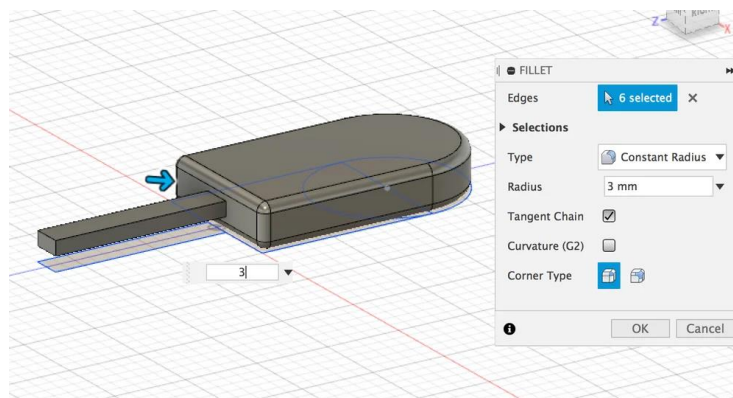 RIGHT
Z
X
FILLET
Edges 6 selected
Selections
Type Constant Radius
Radius 3 mm
Tangent Chain
Curvature (G2)
Corner Type
3
OK Cancel